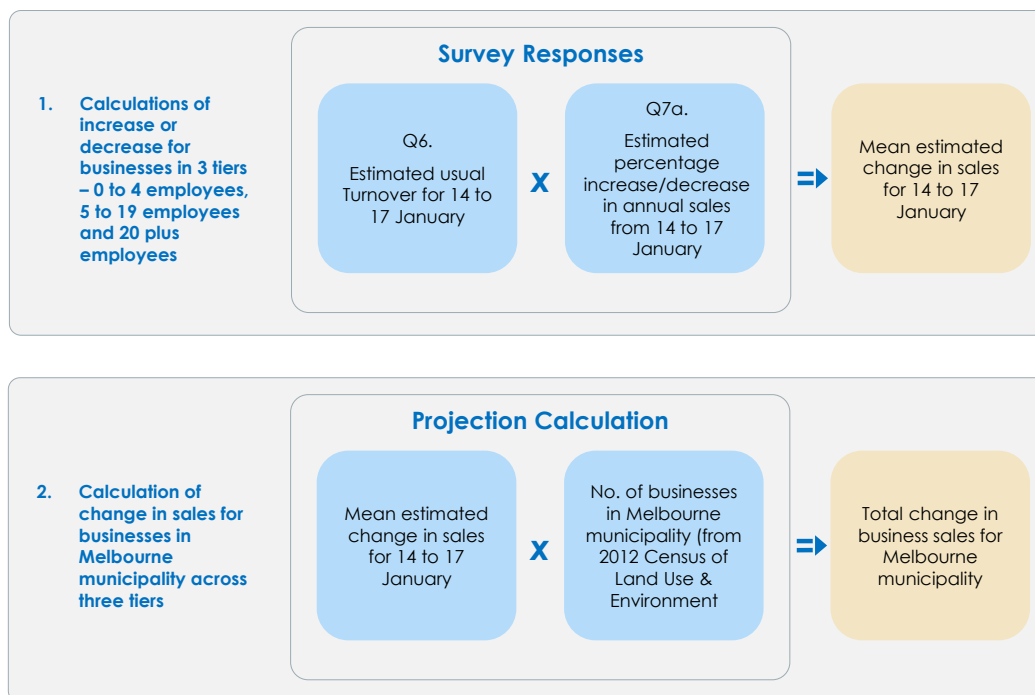 Survey Responses
1. Calculations of
increase or
decrease for
businesses in 3 tiers
– 0 to 4 employees,
5 to 19 employees
and 20 plus
employees
Q6.
Estimated usual
Turnover for 14 to
17 January
x
Q7a.
Estimated
percentage
increase/decrease
in annual sales
from 14 to 17
January
Mean estimated
change in sales
for 14 to 17
January
Projection Calculation
2. Calculation of
change in sales for
businesses in
Melbourne
municipality across
three tiers
Mean estimated
change in sales
for 14 to 17
January
x
No. of businesses
in Melbourne
municipality (from
2012 Census of
Land Use &
Environment
Total change in
business sales for
Melbourne
municipality